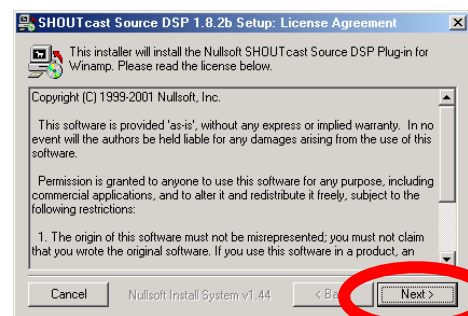 SHOUTcast Source DSP 1.8.2b Setup: License Agreement
This installer will install the Nullsoft SHOUTcast Source DSP Plug-in for
Winamp. Please read the license below.
Copyright (C) 1999-2001 Nullsoft, Inc.
This software is provided 'as-is', without any express or implied warranty. In no
event will the authors be held liable for any damages arising from the use of this
software.
Permission is granted to anyone to use this software for any purpose, including
commercial applications, and to alter it and redistribute it freely, subject to the
following restrictions:
1. The origin of this software must not be misrepresented; you must not claim
that you wrote the original software. If you use this software in a product, an
Cancel
Nullsoft Install System v1.44
< Ba
Next >